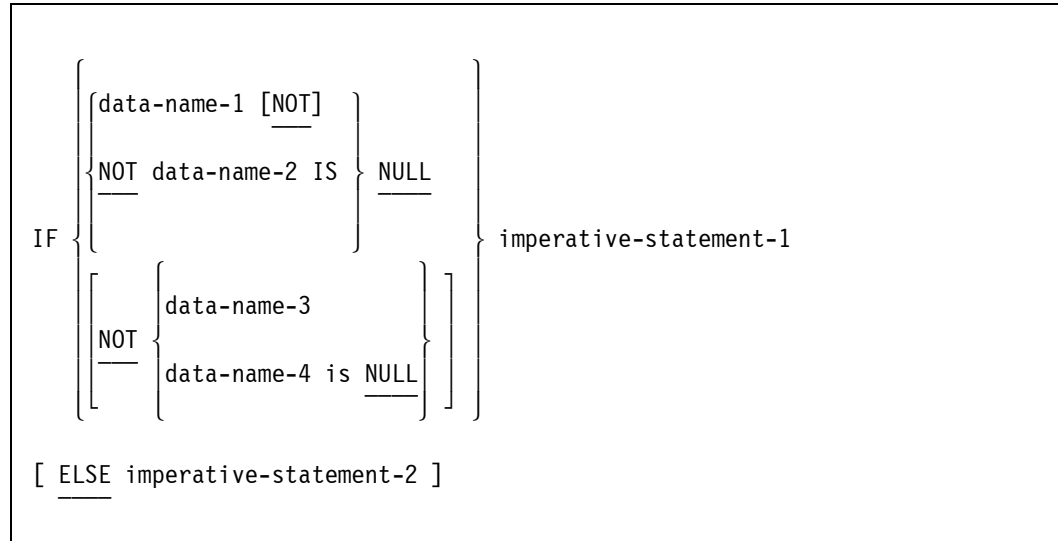 data-name-1 [NOT]
NOT data-name-2 IS NULL
IF imperative-statement-1
data-name-3
NOT
data-name-4 is NULL
[ ELSE imperative-statement-2 ]